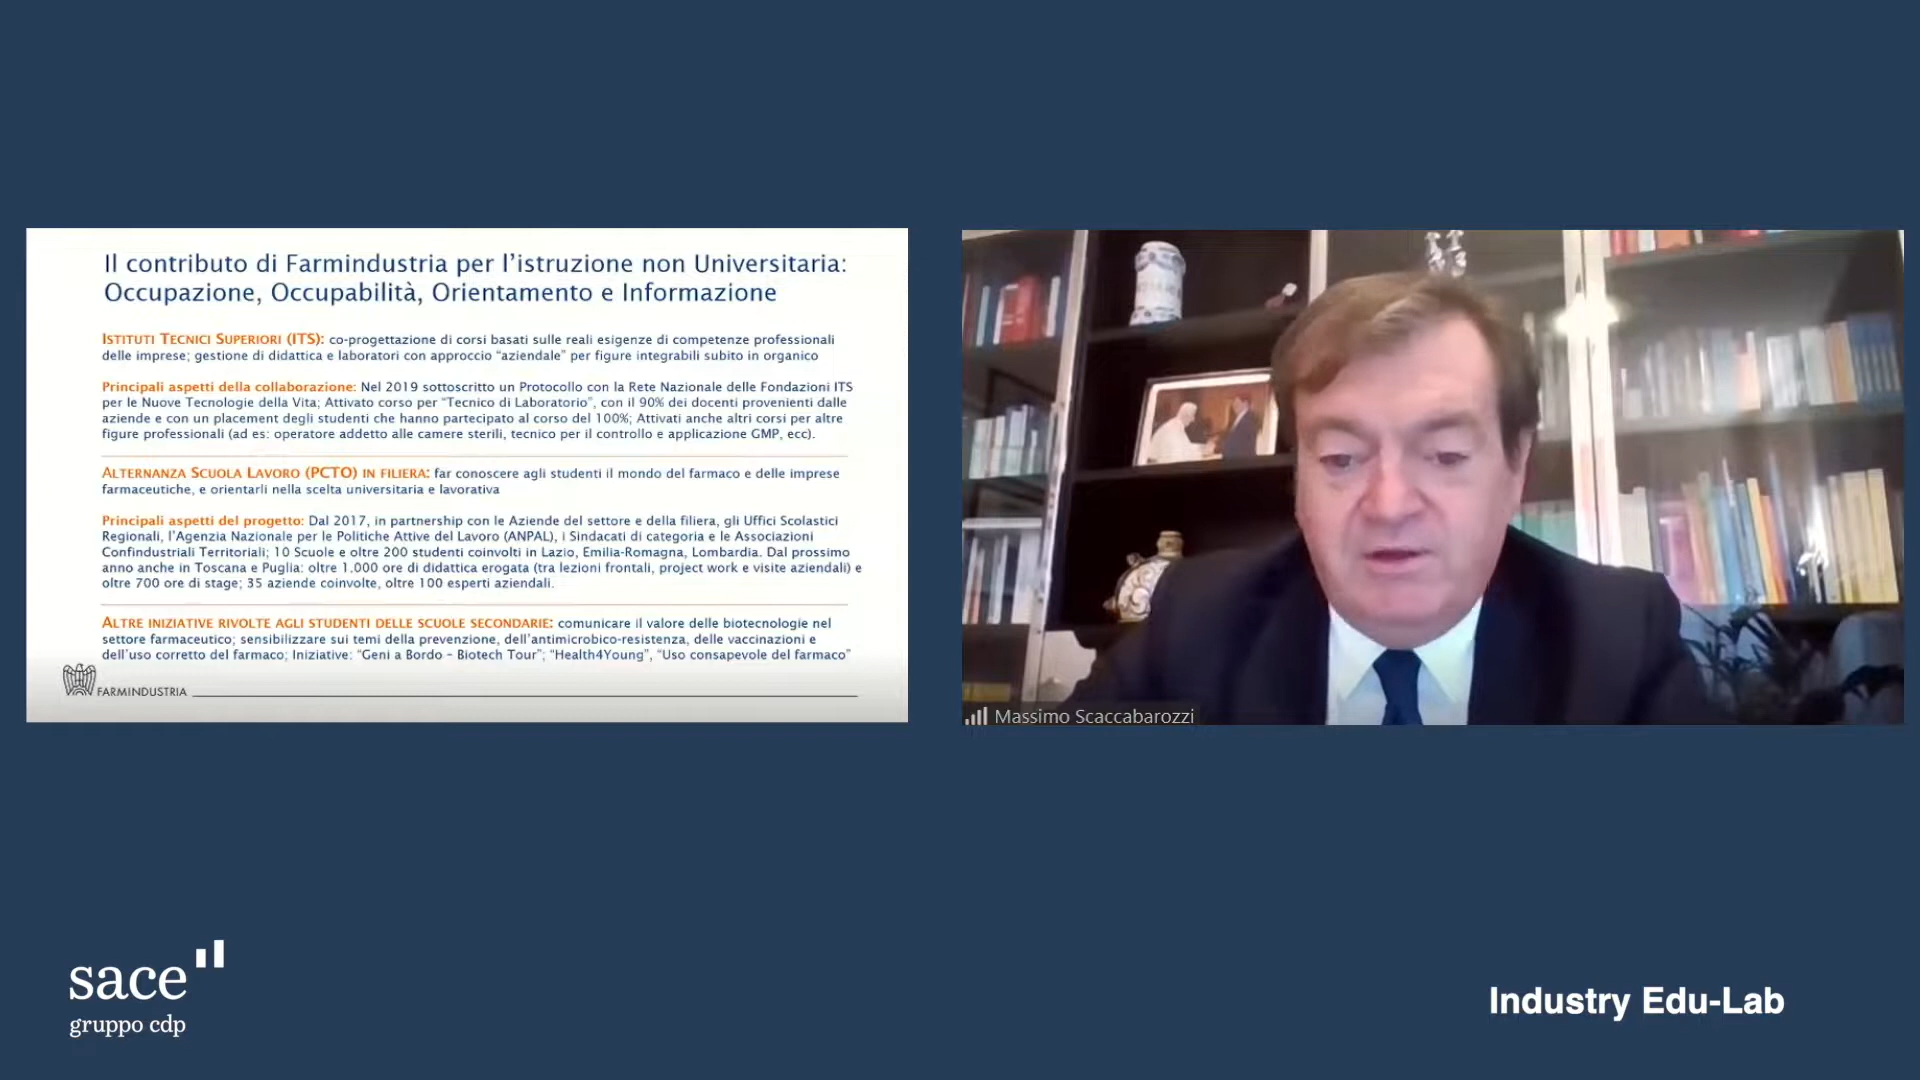 Il contributo di Farmindustria per l’istruzione non Universitaria:
Occupazione, Occupabilità, Orientamento e Informazione
ISTITUTI TECNICI SUPERIORI (ITS): co-progettazione di corsi basati sulle reali esigenze di competenze professionali
delle imprese; gestione di didattica e laboratori con approccio “aziendale” per figure integrabili subito in organico
Principali aspetti della collaborazione: Nel 2019 sottoscritto un Protocollo con la Rete Nazionale delle Fondazioni ITS
per le Nuove Tecnologie della Vita; Attivato corso per “Tecnico di Laboratorio”, con il 90% dei docenti provenienti dalle
aziende e con un placement degli studenti che hanno partecipato al corso del 100%; Attivati anche altri corsi per altre
figure professionali (ad es: operatore addetto alle camere sterili, tecnico per il controllo e applicazione GMP, ecc).
ALTERNANZA SCUOLA LAVORO (PCTO) IN FILIERA: far conoscere agli studenti il mondo del farmaco e delle imprese
farmaceutiche, e orientarli nella scelta universitaria e lavorativa
Principali aspetti del progetto: Dal 2017, in partnership con le Aziende del settore e della filiera, gli Uffici Scolastici
Regionali, l’Agenzia Nazionale per le Politiche Attive del Lavoro (ANPAL), i Sindacati di categoria e le Associazioni
Confindustriali Territoriali; 10 Scuole e oltre 200 studenti coinvolti in Lazio, Emilia-Romagna, Lombardia. Dal prossimo
anno anche in Toscana e Puglia: oltre 1.000 ore di didattica erogata (tra lezioni frontali, project work e visite aziendali) e
oltre 700 ore di stage; 35 aziende coinvolte, oltre 100 esperti aziendali.
ALTRE INIZIATIVE RIVOLTE AGLI STUDENTI DELLE SCUOLE SECONDARIE: comunicare il valore delle biotecnologie nel
settore farmaceutico; sensibilizzare sui temi della prevenzione, dell’antimicrobico-resistenza, delle vaccinazioni e
dell’uso corretto del farmaco; Iniziative: “Geni a Bordo – Biotech Tour”; “Health4Young”, “Uso consapevole del farmaco”
FARMINDUSTRIA
Massimo Scaccabarozzi
sace
gruppo cdp
Industry Edu-Lab